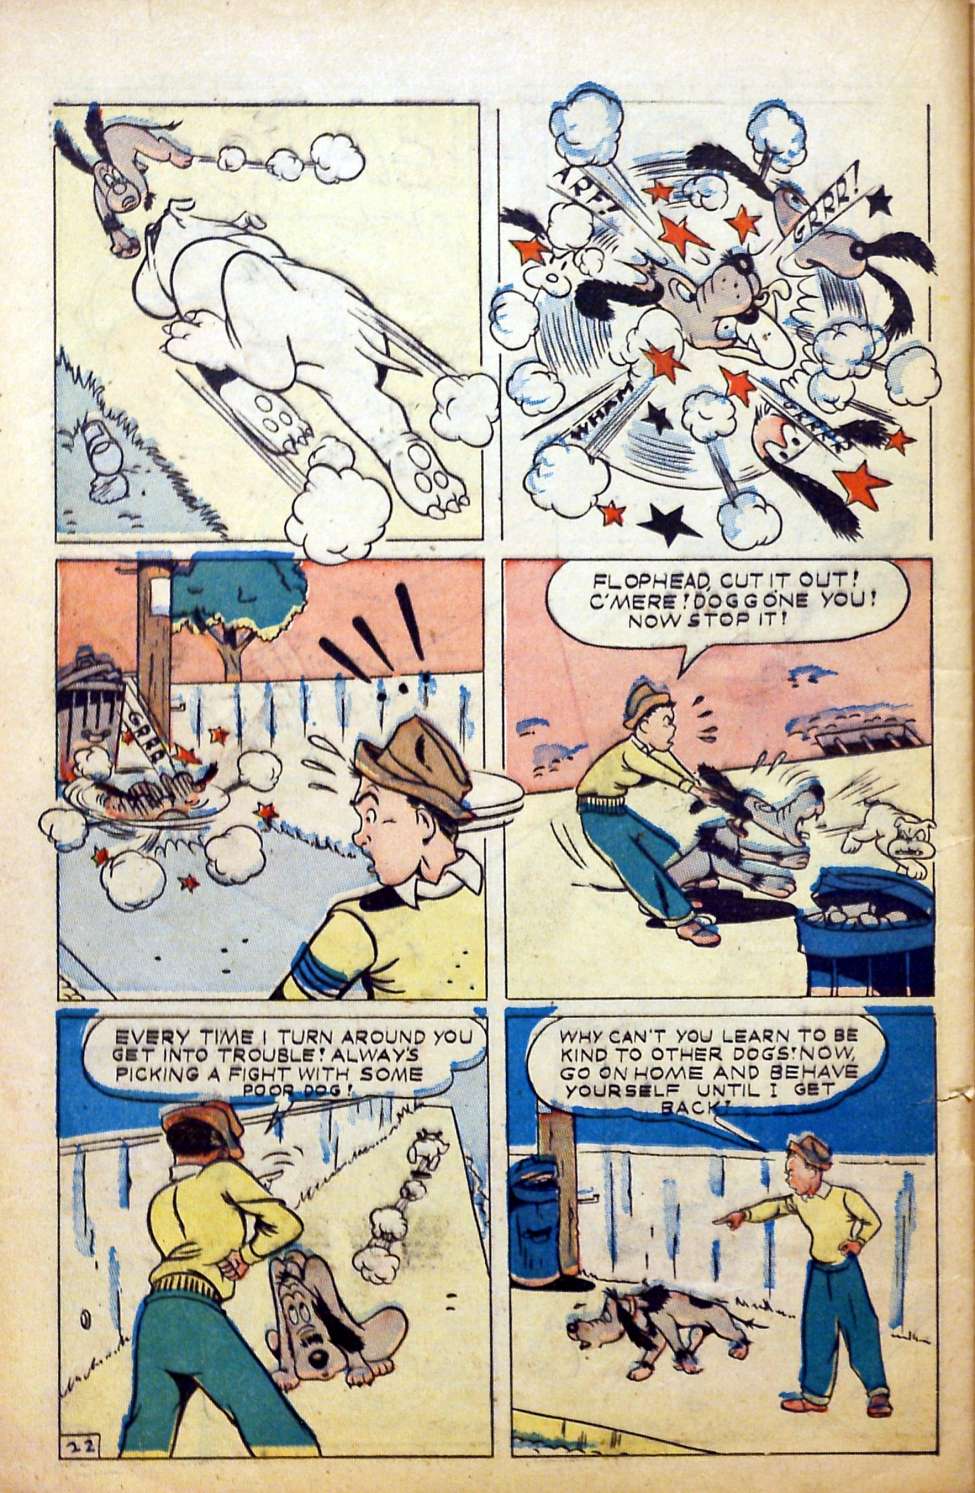 ARF!
GRRR!
WHAM
GRRR
FLOPHEAD, CUT IT OUT!
C'MERE! DOGGONE YOU!
NOW STOP IT!
EVERY TIME I TURN AROUND YOU
GET INTO TROUBLE! ALWAYS
PICKING A FIGHT WITH SOME
POOR DOG!
WHY CAN'T YOU LEARN TO BE
KIND TO OTHER DOGS! NOW,
GO ON HOME AND BEHAVE
YOURSELF UNTIL I GET
BACK!
22